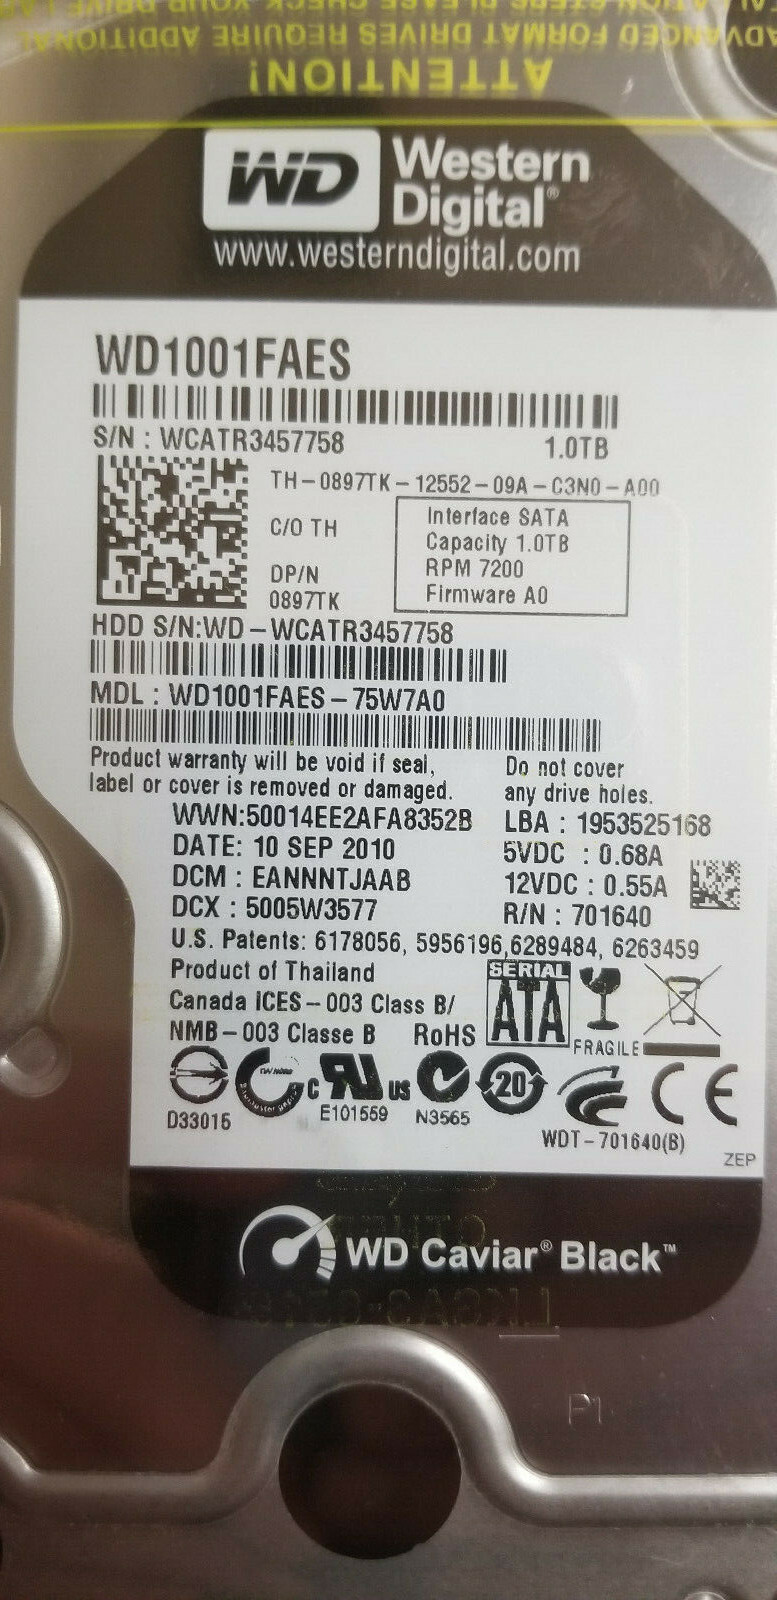 ADVANCED FORMAT DRIVES REQUIRE ADDITIONAL
ATTENTION!
WD Western
Digital®
www.westerndigital.com
WD1001FAES
S/N : WCATR3457758 1.0TB
TH-0897TK-12552-09A-C3N0-A00
C/O TH
DP/N
0897TK
Interface SATA
Capacity 1.0TB
RPM 7200
Firmware A0
HDD S/N:WD-WCATR3457758
MDL : WD1001FAES-75W7A0
Product warranty will be void if seal,
label or cover is removed or damaged.
Do not cover
any drive holes.
WWN:50014EE2AFA8352B
LBA : 1953525168
DATE: 10 SEP 2010
5VDC : 0.68A
DCM : EANNNTJAAB
12VDC : 0.55A
DCX : 5005W3577
R/N : 701640
U.S. Patents: 6178056, 5956196,6289484, 6263459
Product of Thailand
Canada ICES-003 Class B/
NMB-003 Classe B RoHS
SERIAL
ATA
FRAGILE
D33015
C UR US
E101559
N3565
20
CE
WDT-701640(B)
ZEP
WD Caviar® Black™
P1